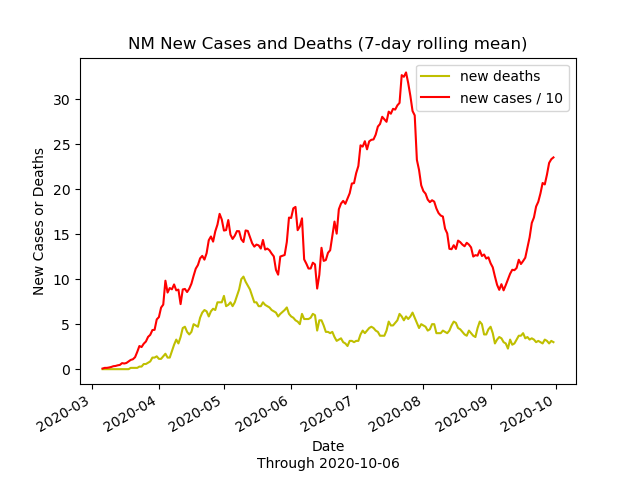 NM New Cases and Deaths (7-day rolling mean)
new deaths
new cases / 10
New Cases or Deaths
30
25
20
15
10
5
0
2020-03
2020-04
2020-05
2020-06
2020-07
2020-08
2020-09
2020-10
Date
Through 2020-10-06